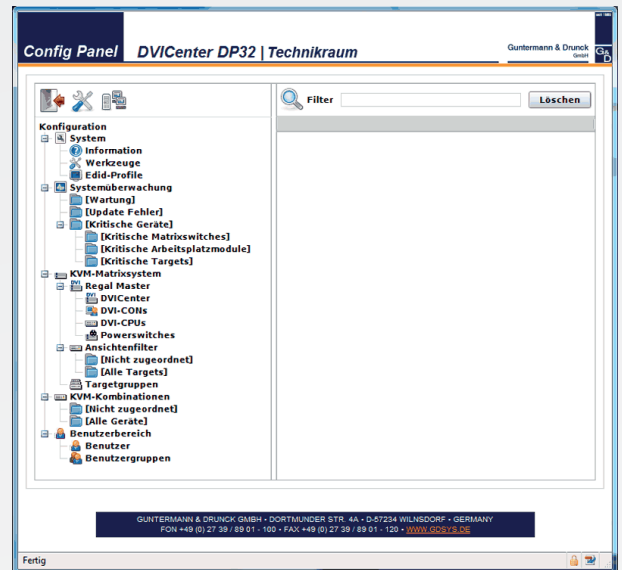 Config Panel
DVICenter DP32 | Technikraum
Guntermann & Drunck
GmbH
G&D
Filter
Löschen
Konfiguration
System
Information
Werkzeuge
Edid-Profile
Systemüberwachung
[Wartung]
[Update Fehler]
[Kritische Geräte]
[Kritische Matrixswitches]
[Kritische Arbeitsplatzmodule]
[Kritische Targets]
KVM-Matrixsystem
DVI Regal Master
DVI DVICenter
DVI-CONs
DVI-CPUs
Powerswitches
Ansichtenfilter
[Nicht zugeordnet]
[Alle Targets]
Targetgruppen
KVM-Kombinationen
[Nicht zugeordnet]
[Alle Geräte]
Benutzerbereich
Benutzer
Benutzergruppen
GUNTERMANN & DRUNCK GMBH • DORTMUNDER STR. 4A • D-57234 WILNSDORF • GERMANY
FON +49 (0) 27 39 / 89 01 - 100 • FAX +49 (0) 27 39 / 89 01 - 120 • WWW.GDSYS.DE
Fertig